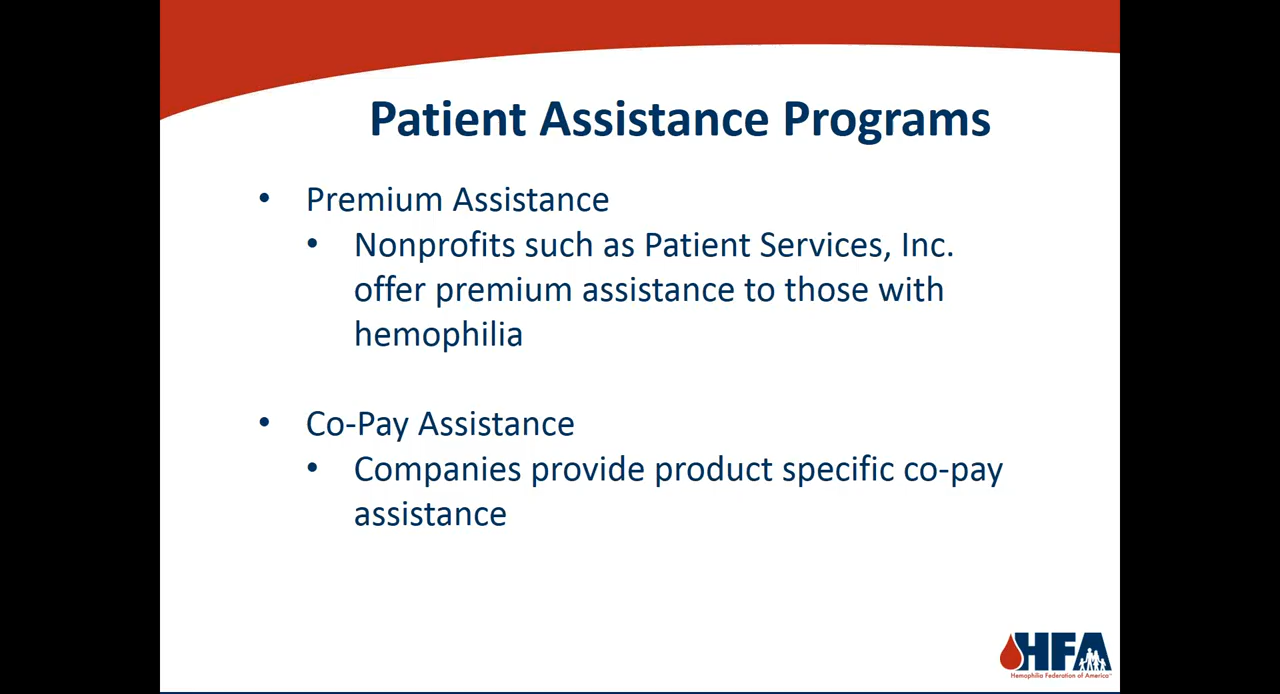 Patient Assistance Programs
• Premium Assistance
• Nonprofits such as Patient Services, Inc.
offer premium assistance to those with
hemophilia
• Co-Pay Assistance
• Companies provide product specific co-pay
assistance
HFA
Hemophilia Federation of America™